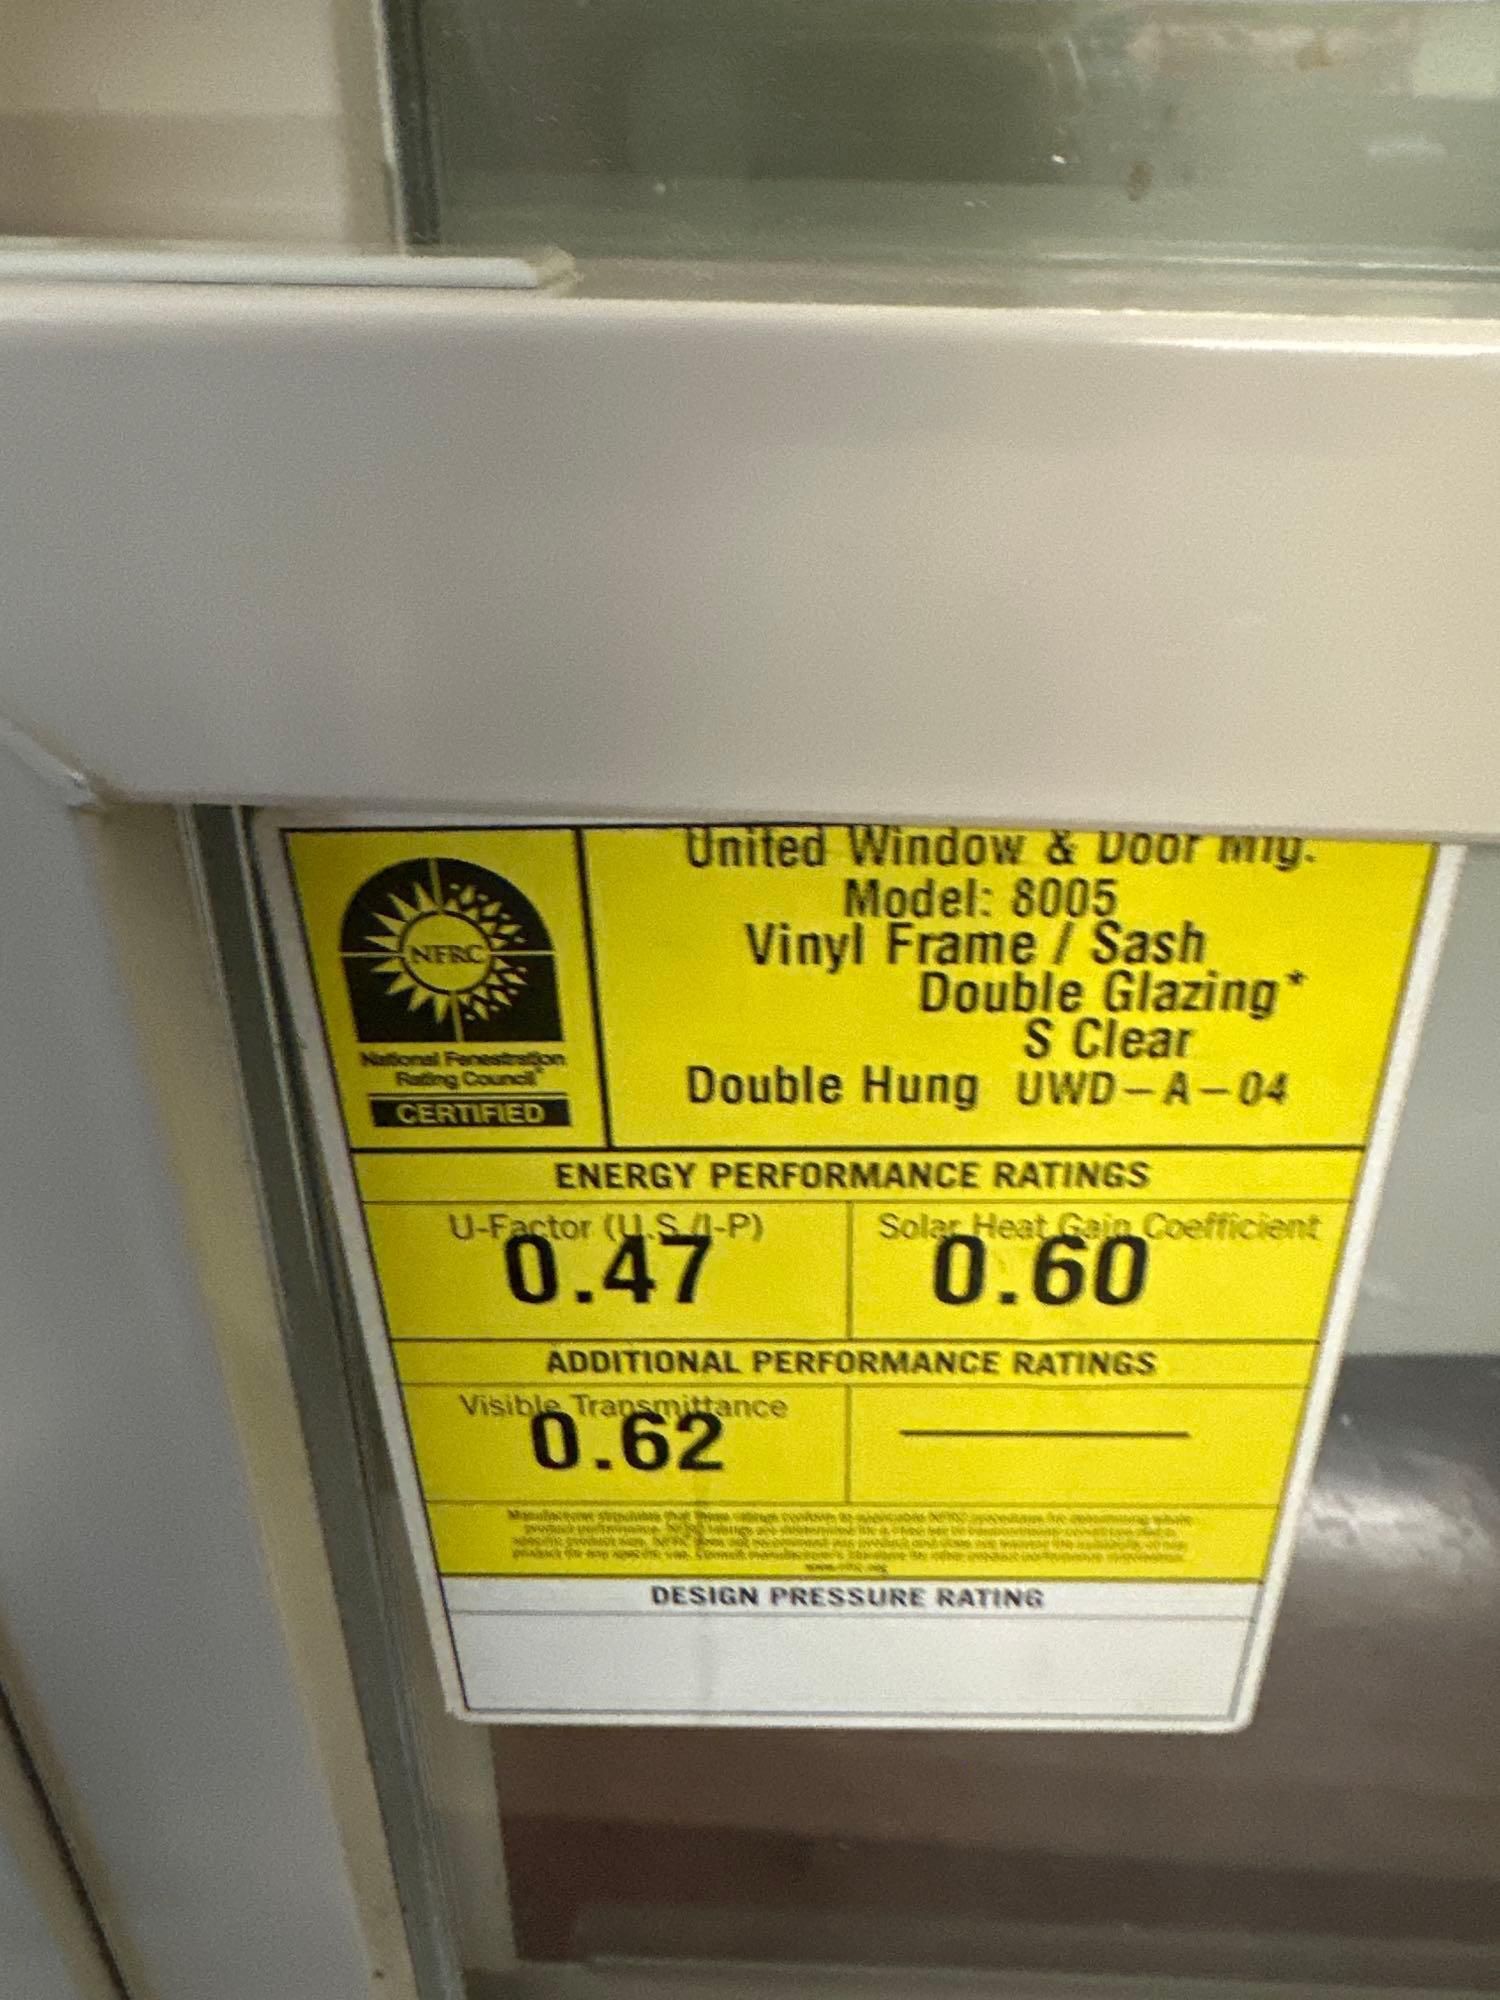 United Window & Door Mfg.
Model: 8005
Vinyl Frame / Sash
Double Glazing*
S Clear
Double Hung UWD-A-04
NFRC
National Fenestration
Rating Council
CERTIFIED
ENERGY PERFORMANCE RATINGS
U-Factor (U.S./I-P)
0.47
Solar Heat Gain Coefficient
0.60
ADDITIONAL PERFORMANCE RATINGS
Visible Transmittance
0.62
DESIGN PRESSURE RATING